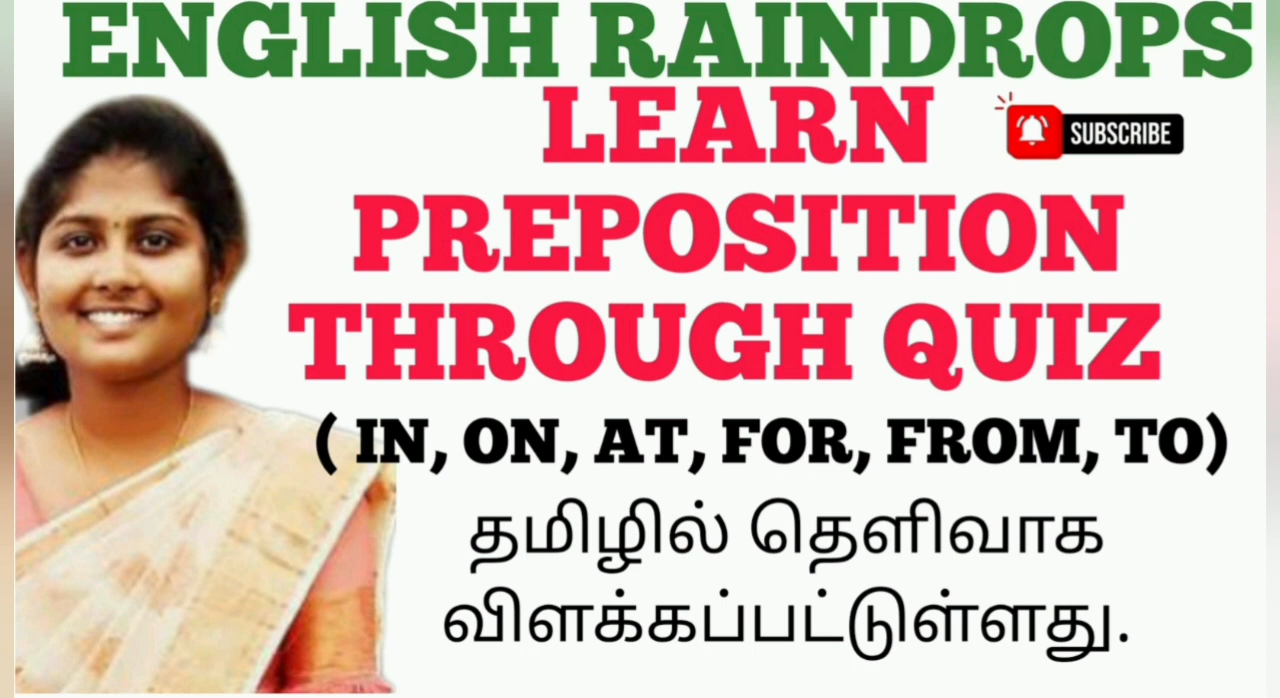 ENGLISH RAINDROPS
LEARN
SUBSCRIBE
PREPOSITION
THROUGH QUIZ
( IN, ON, AT, FOR, FROM, TO)
தமிழில் தெளிவாக
விளக்கப்பட்டுள்ளது.